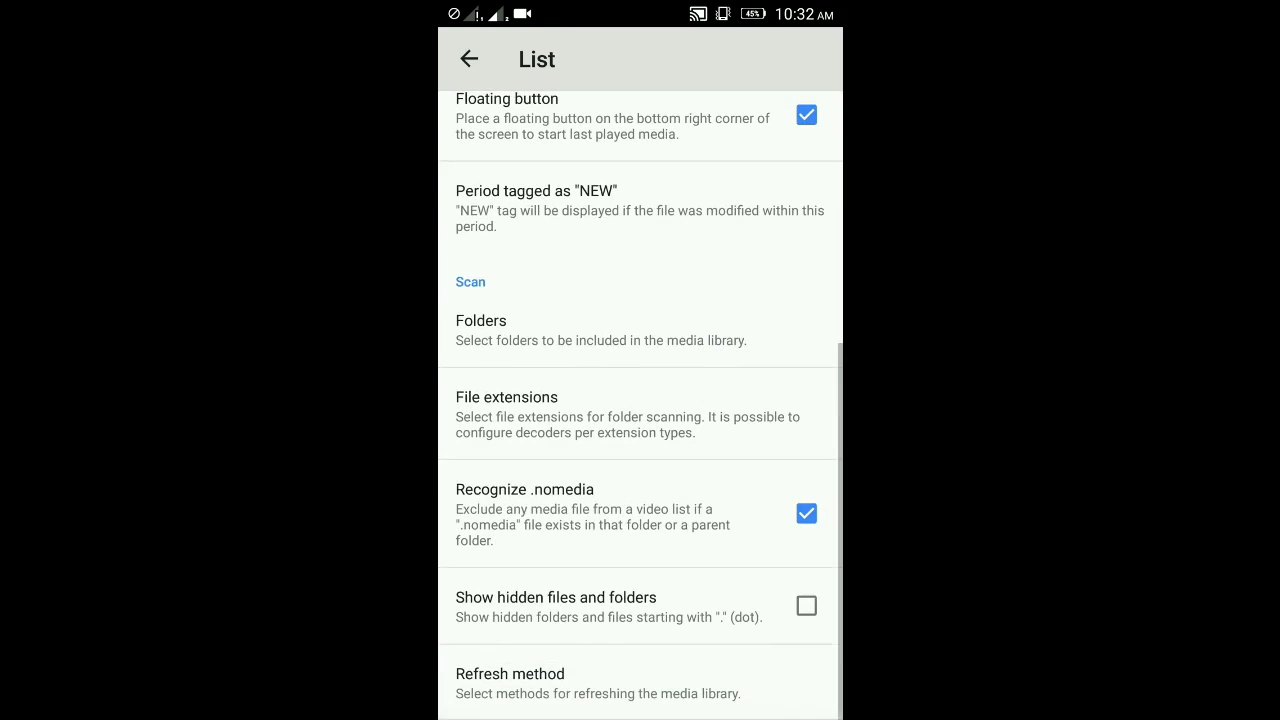 45% 10:32 AM
List
Floating button
Place a floating button on the bottom right corner of
the screen to start last played media.
Period tagged as "NEW"
"NEW" tag will be displayed if the file was modified within this
period.
Scan
Folders
Select folders to be included in the media library.
File extensions
Select file extensions for folder scanning. It is possible to
configure decoders per extension types.
Recognize .nomedia
Exclude any media file from a video list if a
".nomedia" file exists in that folder or a parent
folder.
Show hidden files and folders
Show hidden folders and files starting with "." (dot).
Refresh method
Select methods for refreshing the media library.